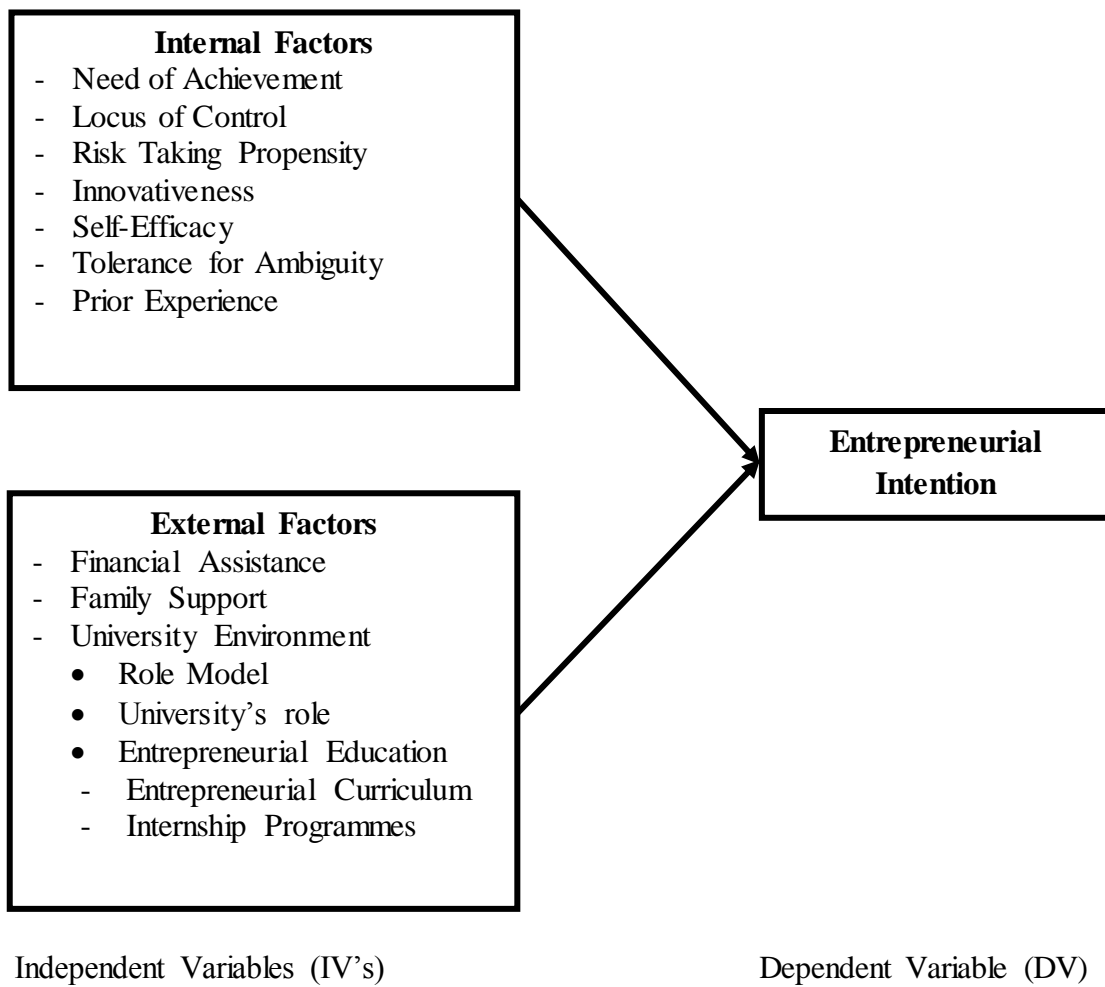 Internal Factors
- Need of Achievement
- Locus of Control
- Risk Taking Propensity
- Innovativeness
- Self-Efficacy
- Tolerance for Ambiguity
- Prior Experience
Entrepreneurial
Intention
External Factors
- Financial Assistance
- Family Support
- University Environment
• Role Model
• University’s role
• Entrepreneurial Education
- Entrepreneurial Curriculum
- Internship Programmes
Independent Variables (IV's)
Dependent Variable (DV)